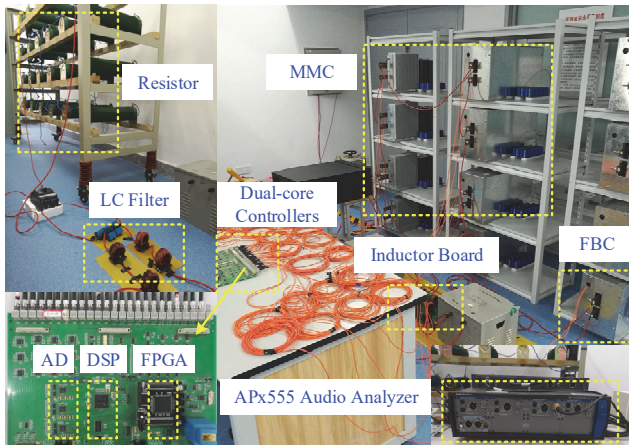 Resistor
MMC
LC Filter
Dual-core
Controllers
Inductor Board
FBC
AD
DSP
FPGA
APx555 Audio Analyzer